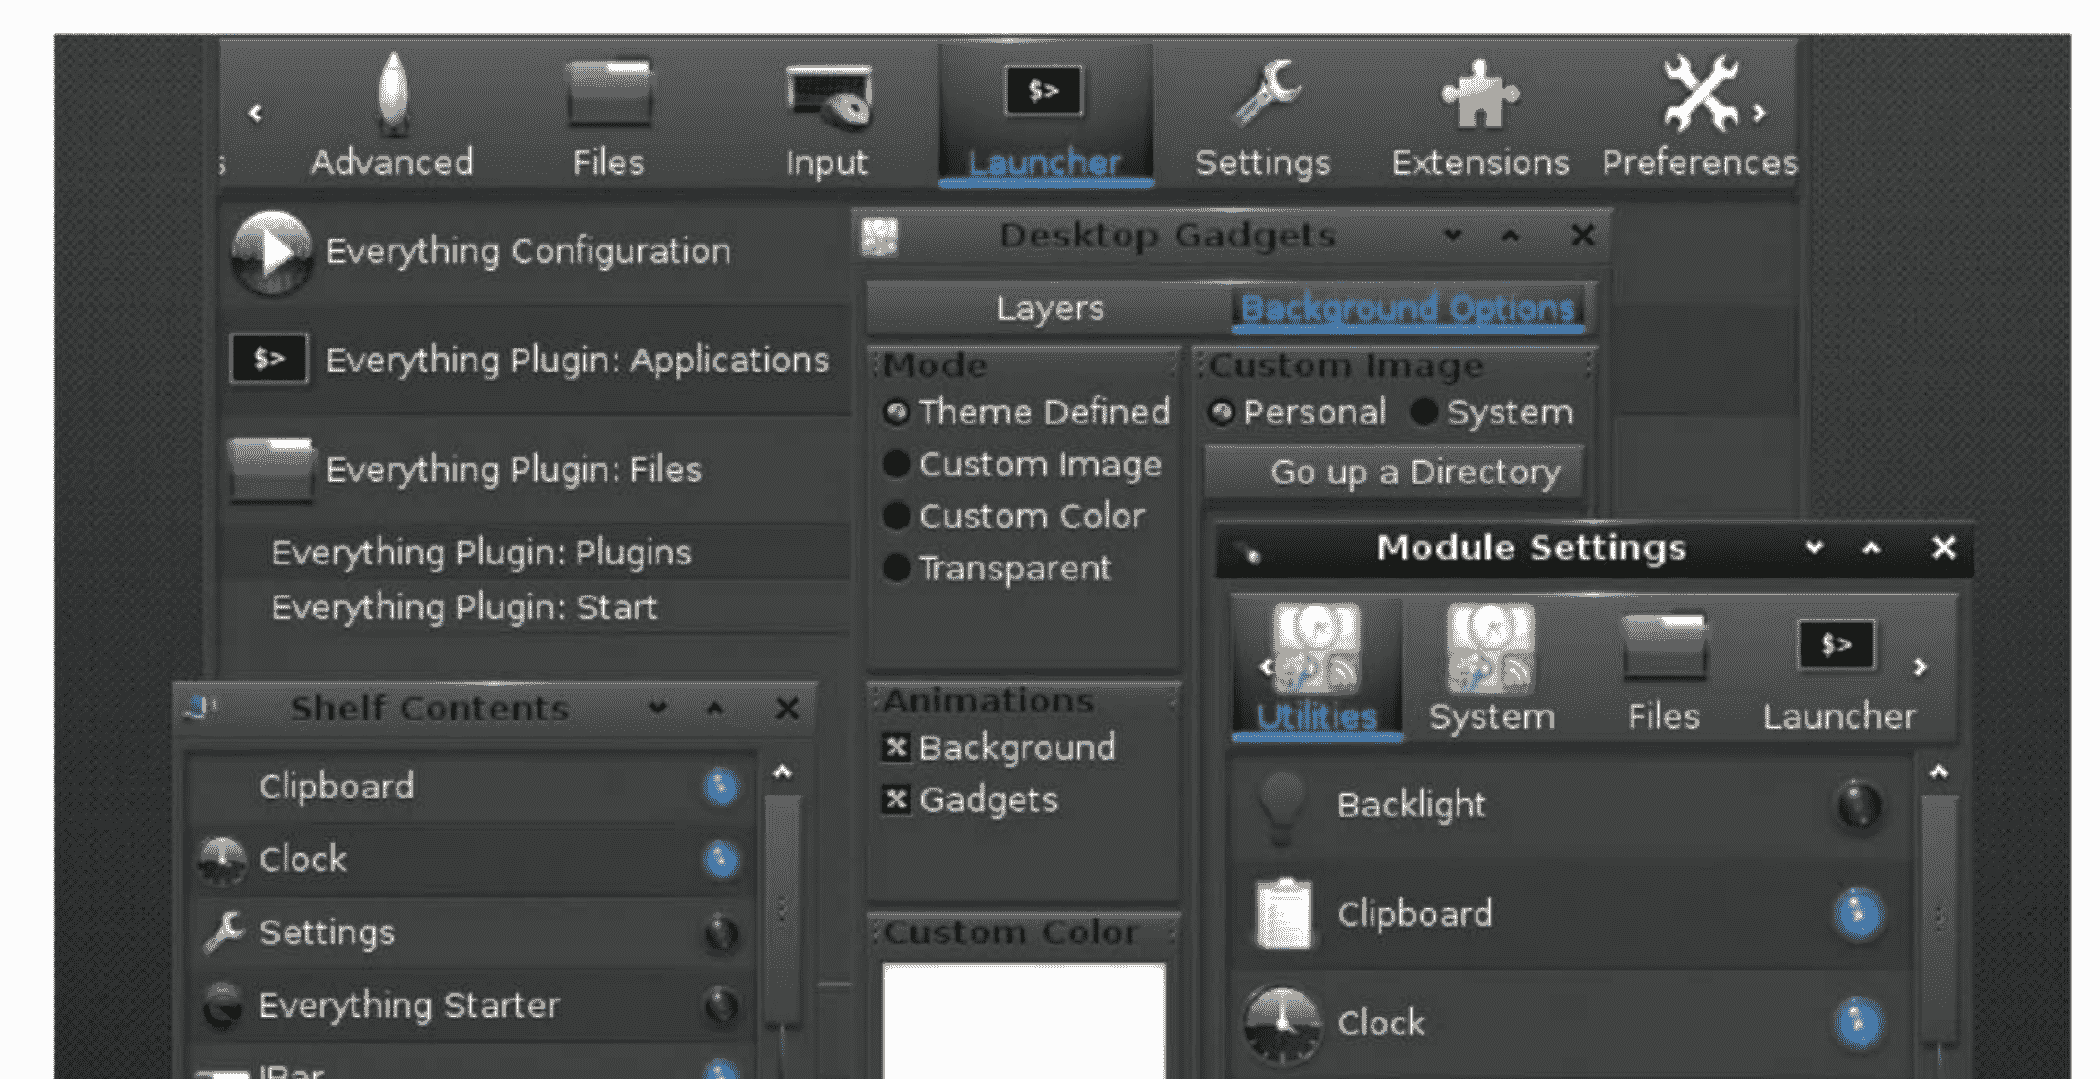 s Advanced Files Input Launcher Settings Extensions Preferences
$>
Everything Configuration
$> Everything Plugin: Applications
Everything Plugin: Files
Everything Plugin: Plugins
Everything Plugin: Start
Desktop Gadgets
Layers Background Options
Mode
Theme Defined
Custom Image
Custom Color
Transparent
Custom Image
Personal System
Go up a Directory
Animations
Background
Gadgets
Custom Color
Module Settings
$>
Utilities System Files Launcher
Backlight
Clipboard
Clock
Shelf Contents
Clipboard
Clock
Settings
Everything Starter
IBar